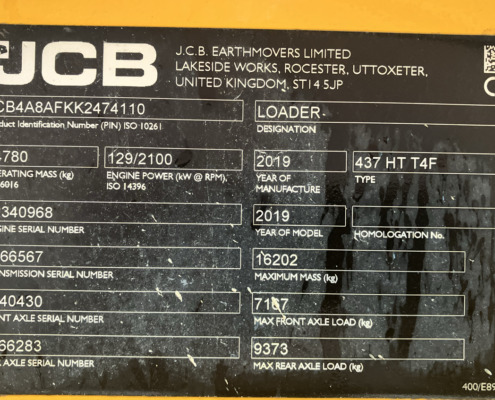 JCB
J.C.B. EARTHMOVERS LIMITED
LAKESIDE WORKS, ROCESTER, UTTOXETER,
UNITED KINGDOM, ST14 5JP
CB4A8AFKK2474110
LOADER
duct Identification Number (PIN) ISO 10261
DESIGNATION
780
129/2100
2019
437 HT T4F
ERATING MASS (kg)
6016
ENGINE POWER (kW @ RPM),
ISO 14396
YEAR OF
MANUFACTURE
TYPE
340968
2019
GINE SERIAL NUMBER
YEAR OF MODEL
HOMOLOGATION No.
66567
16202
NSMISSION SERIAL NUMBER
MAXIMUM MASS (kg)
40430
NT AXLE SERIAL NUMBER
MAX FRONT AXLE LOAD (kg)
66283
9373
R AXLE SERIAL NUMBER
MAX REAR AXLE LOAD (kg)
400/E89